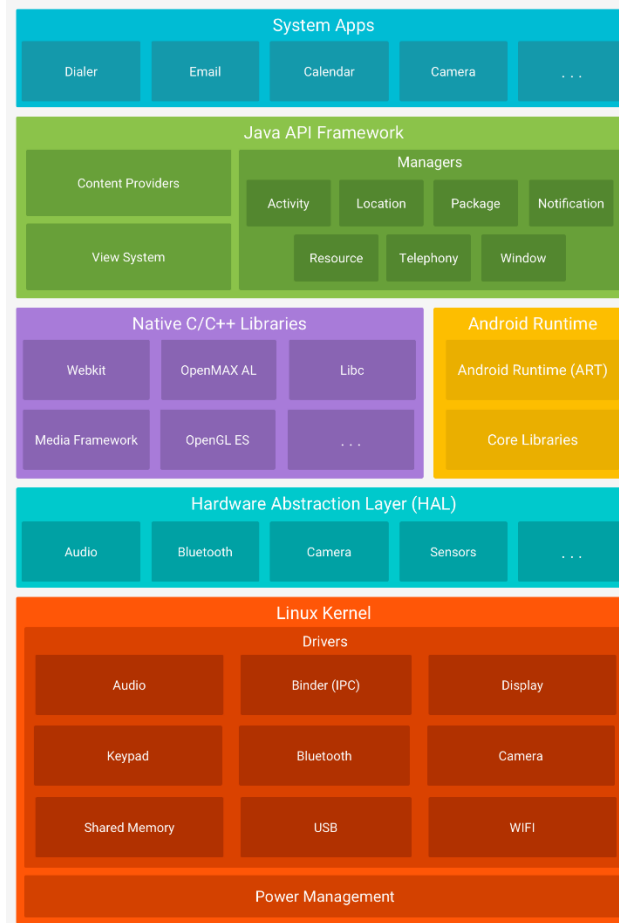 System Apps
Dialer
Email
Calendar
Camera
. . .
Java API Framework
Content Providers
View System
Managers
Activity
Location
Package
Notification
Resource
Telephony
Window
Native C/C++ Libraries
Webkit
OpenMAX AL
Libc
Media Framework
OpenGL ES
. . .
Android Runtime
Android Runtime (ART)
Core Libraries
Hardware Abstraction Layer (HAL)
Audio
Bluetooth
Camera
Sensors
. . .
Linux Kernel
Drivers
Audio
Binder (IPC)
Display
Keypad
Bluetooth
Camera
Shared Memory
USB
WIFI
Power Management